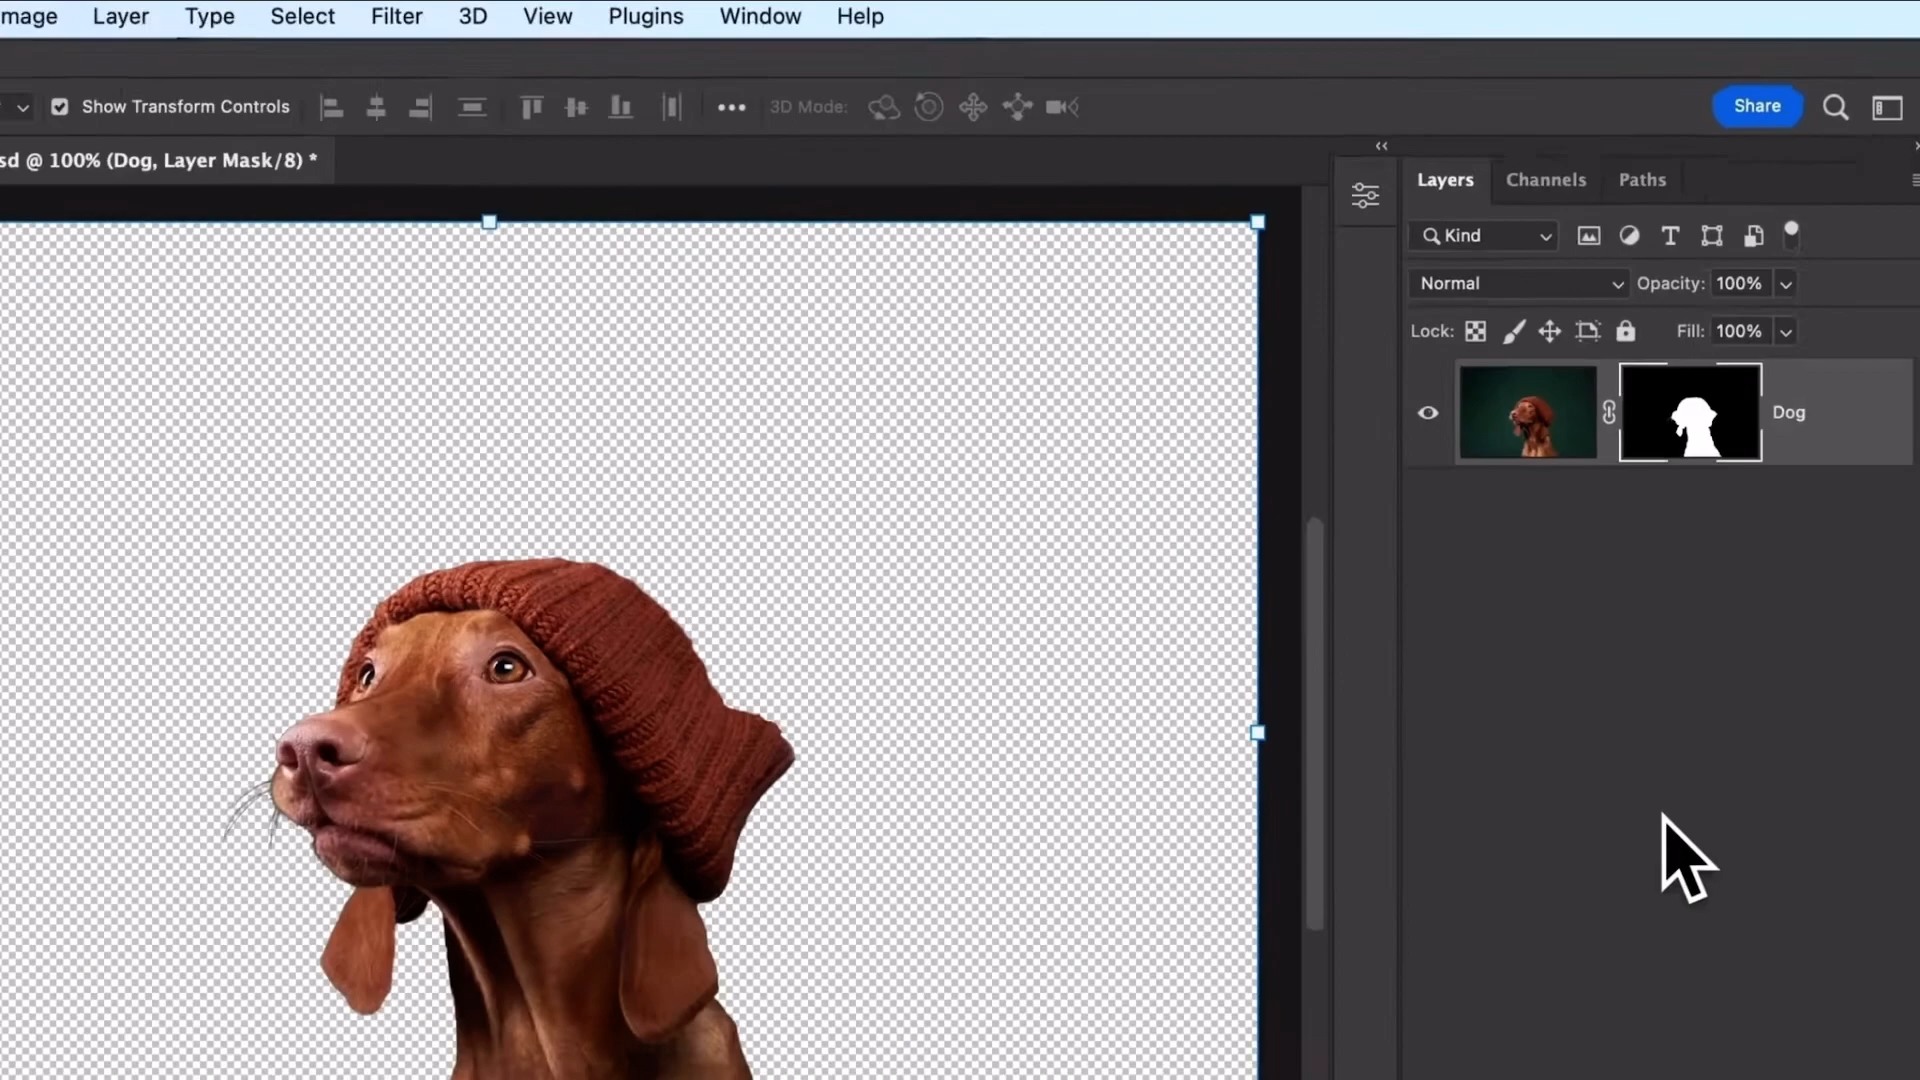 mage Layer Type Select Filter 3D View Plugins Window Help
Show Transform Controls 3D Mode: Share
sd @ 100% (Dog, Layer Mask/8) *
Layers Channels Paths
Kind
Normal Opacity: 100%
Lock: Fill: 100%
Dog